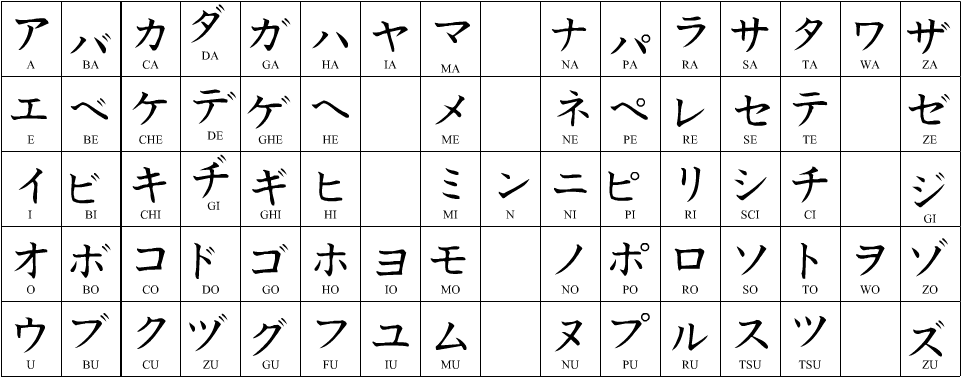 ア バ カ ダ ガ ハ ヤ マ ナ パ ラ サ タ ワ ザ
A BA CA DA GA HA IA MA NA PA RA SA TA WA ZA
エ ベ ケ デ ゲ ヘ メ ネ ペ レ セ テ ゼ
E BE CHE DE GHE HE ME NE PE RE SE TE ZE
イ ビ キ ヂ ギ ヒ ミ ン ニ ピ リ シ チ ジ
I BI CHI GI GHI HI MI N NI PI RI SCI CI GI
オ ボ コ ド ゴ ホ ヨ モ ノ ポ ロ ソ ト ヲ ゾ
O BO CO DO GO HO IO MO NO PO RO SO TO WO ZO
ウ ブ ク ヅ グ フ ユ ム ヌ プ ル ス ツ ズ
U BU CU ZU GU FU IU MU NU PU RU TSU TSU ZU